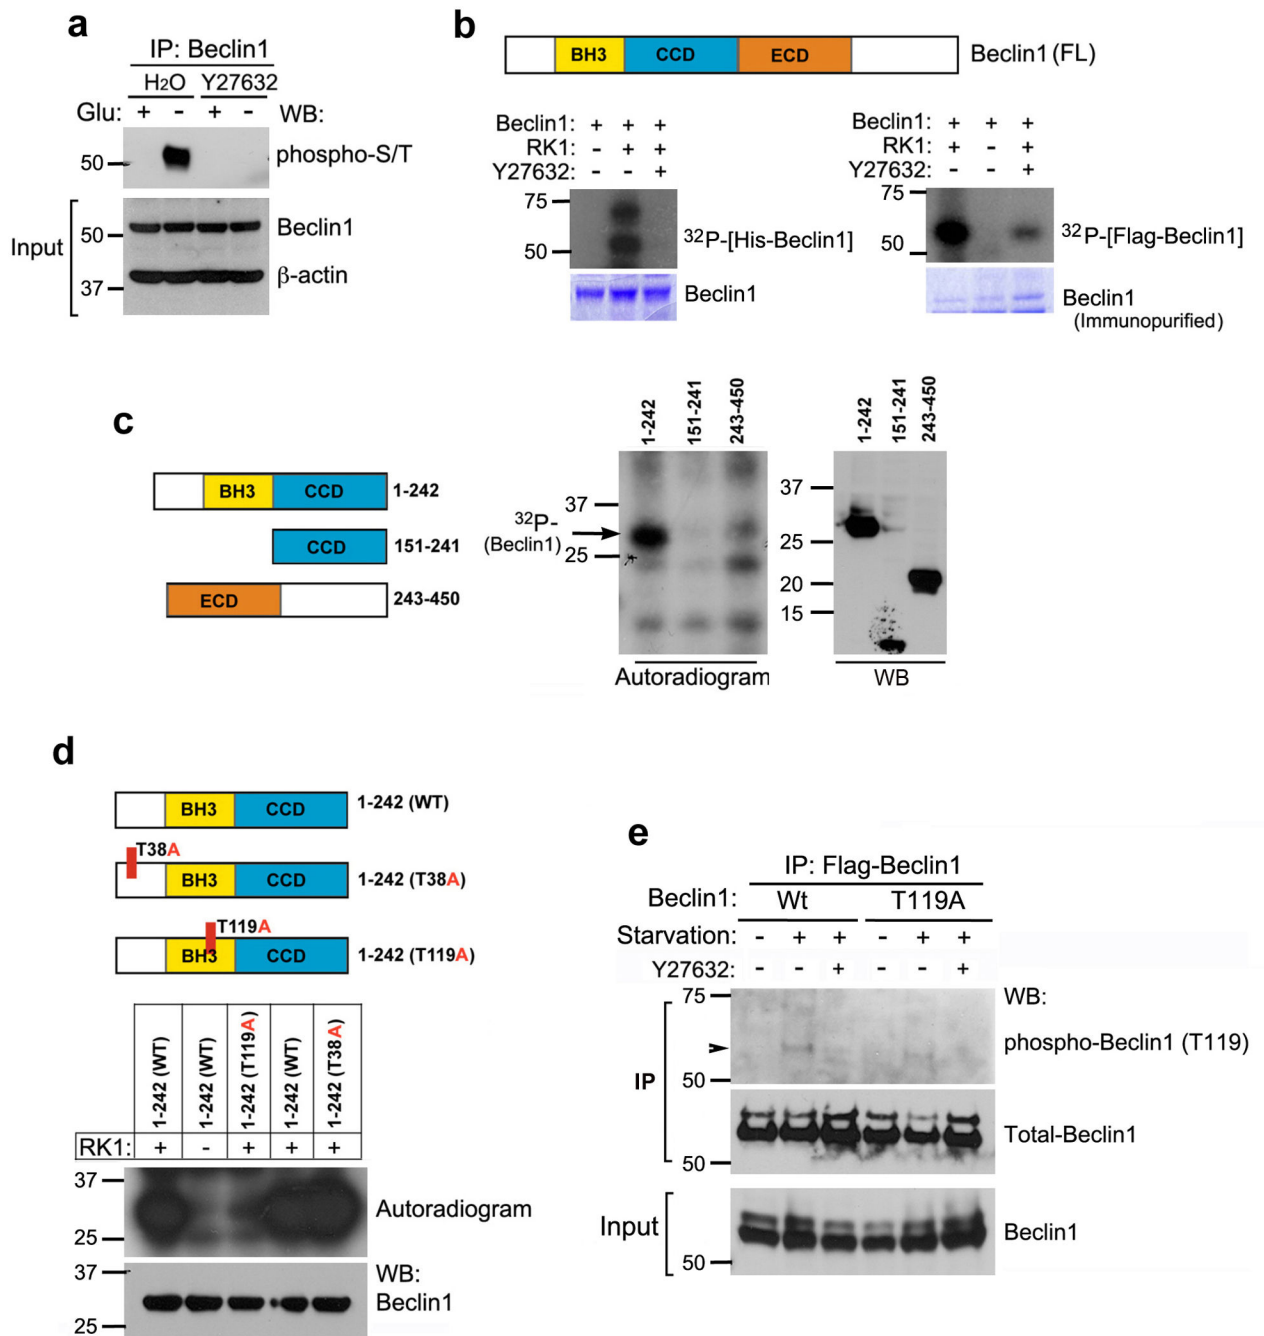 a
IP: Beclin1
H2O Y27632
Glu: + - + - WB:
50
phospho-S/T
Input
50
37
Beclin1
β-actin
b
BH3 CCD ECD
Beclin1 (FL)
Beclin1: + + +
RK1: - + +
Y27632: - - +
75
50
32P-[His-Beclin1]
Beclin1
Beclin1: + + +
RK1: + - +
Y27632: - - +
75
50
32P-[Flag-Beclin1]
Beclin1
(Immunopurified)
c
BH3 CCD 1-242
CCD 151-241
ECD 243-450
1-242 151-241 243-450
37
32P-
(Beclin1)
25
Autoradiogram
1-242 151-241 243-450
37
25
20
15
WB
d
BH3 CCD 1-242 (WT)
T38A
BH3 CCD 1-242 (T38A)
T119A
BH3 CCD 1-242 (T119A)
1-242 (WT) 1-242 (WT) 1-242 (T119A) 1-242 (WT) 1-242 (T38A)
RK1: + - + + +
37
25
Autoradiogram
37
25
WB:
Beclin1
e
IP: Flag-Beclin1
Beclin1: Wt T119A
Starvation: - + + - + +
Y27632: - - + - - +
75
WB:
phospho-Beclin1 (T119)
IP
50
Total-Beclin1
50
Input
Beclin1
50